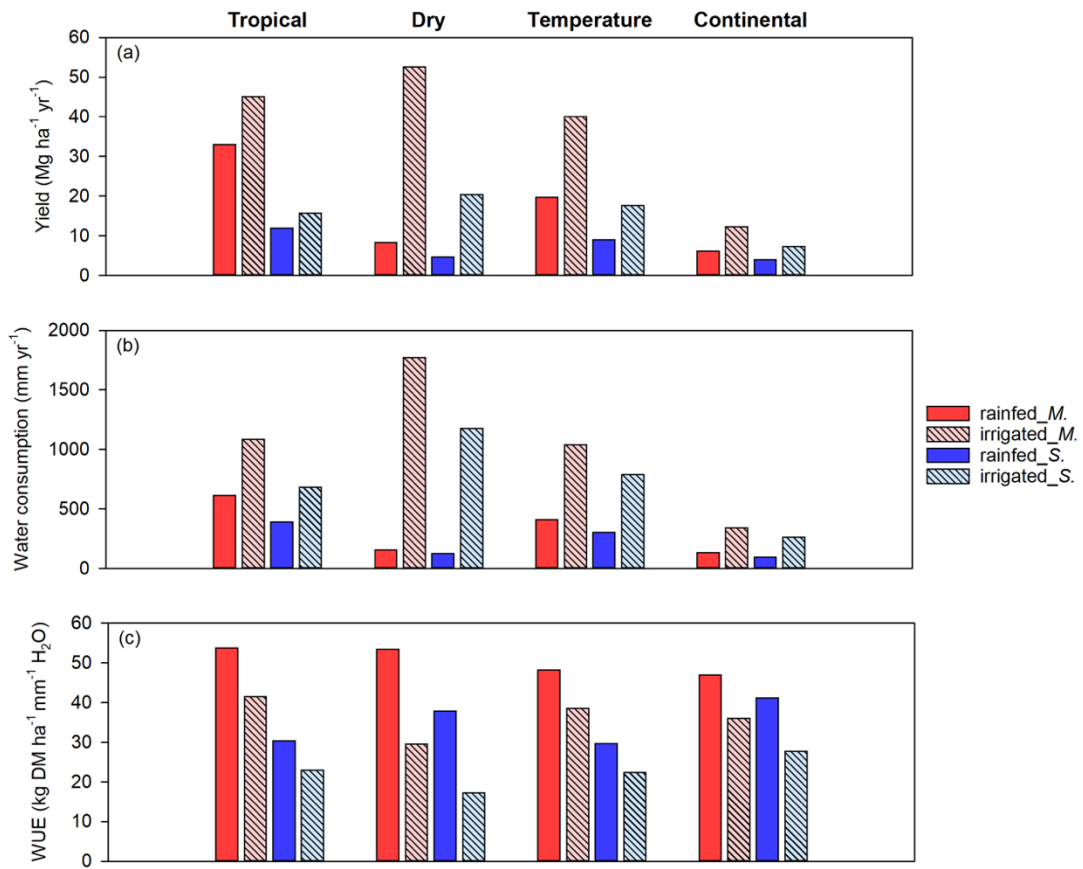 Tropical Dry Temperature Continental
(a)
Yield (Mg ha⁻¹ yr⁻¹)
60
50
40
30
20
10
0
(b)
Water consumption (mm yr⁻¹)
2000
1500
1000
500
0
rainfed_M.
irrigated_M.
rainfed_S.
irrigated_S.
(c)
WUE (kg DM ha⁻¹ mm⁻¹ H₂O)
60
50
40
30
20
10
0